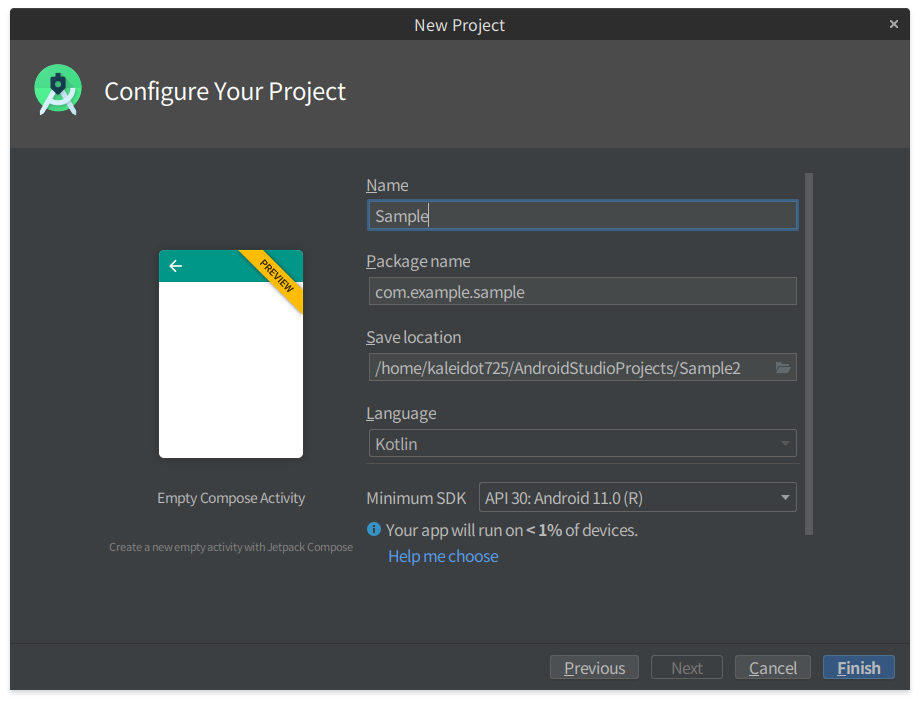 New Project
Configure Your Project
Name
Sample
Package name
com.example.sample
Save location
/home/kaleidot725/AndroidStudioProjects/Sample2
Language
Kotlin
PREVIEW
Empty Compose Activity
Create a new empty activity with Jetpack Compose
Minimum SDK API 30: Android 11.0 (R)
Your app will run on < 1% of devices.
Help me choose
Previous Next Cancel Finish